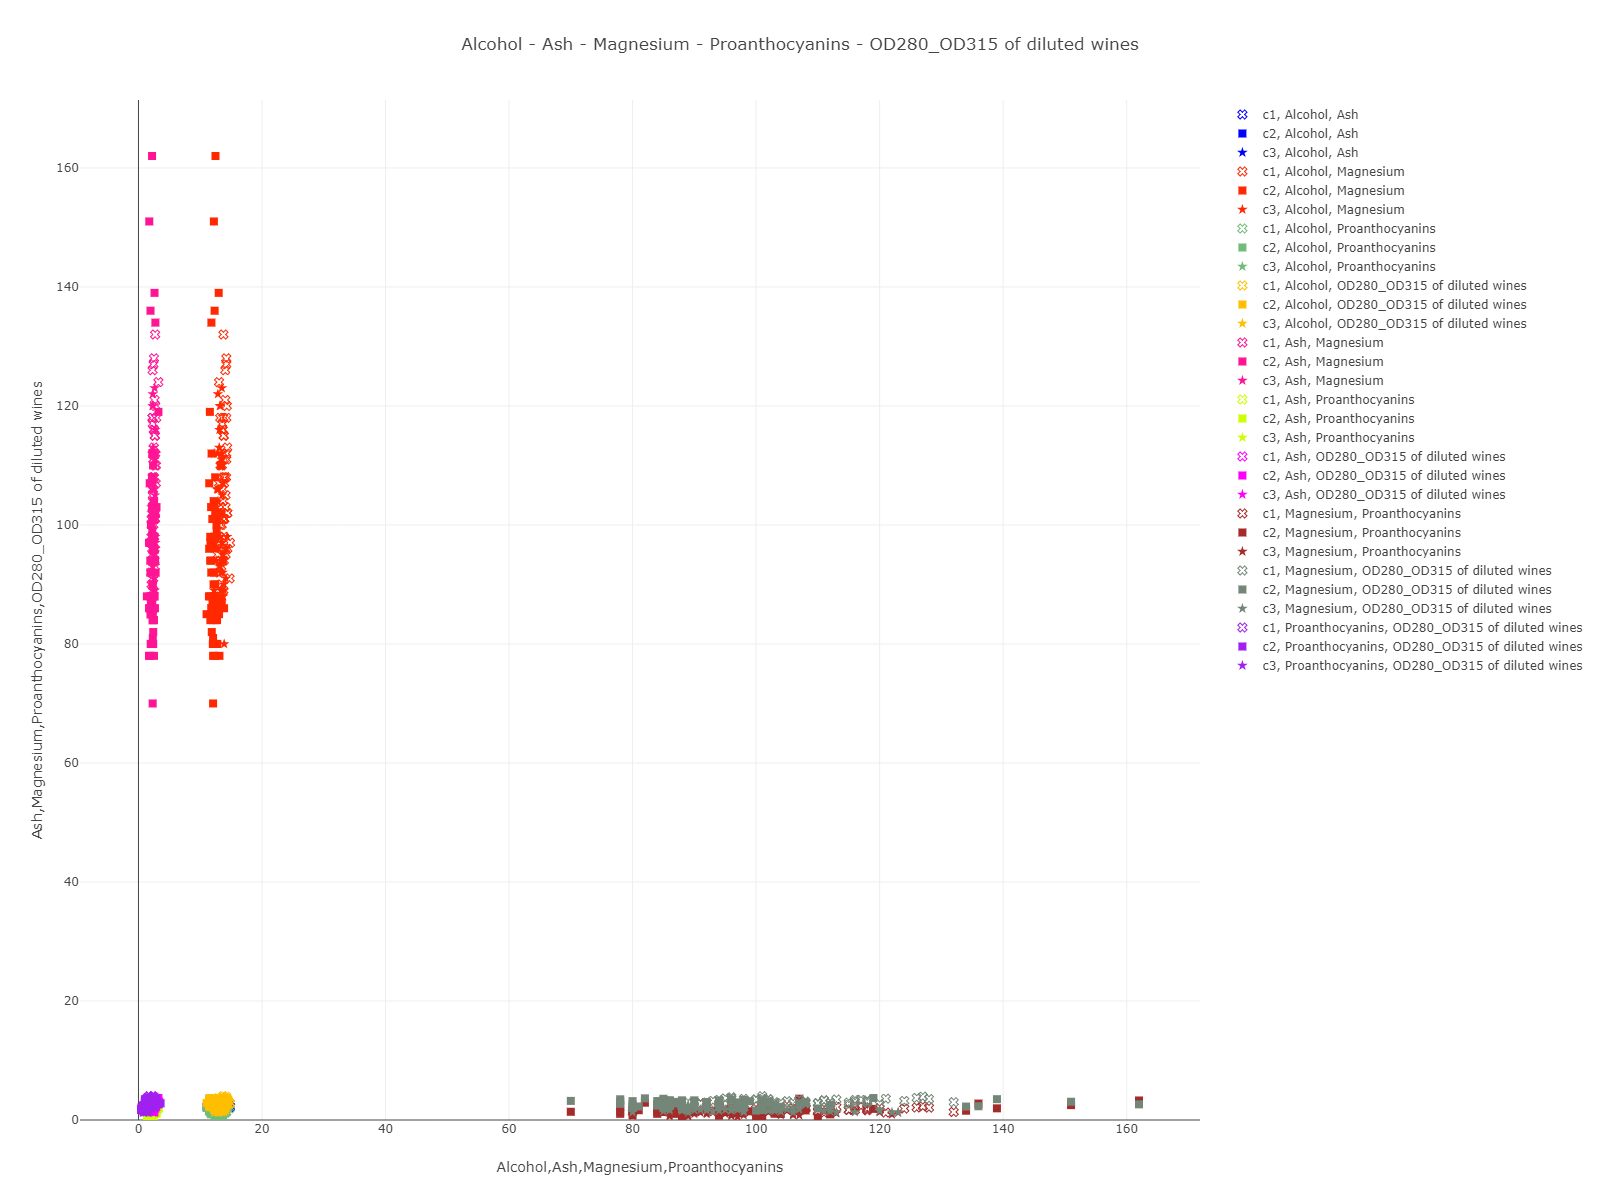 Alcohol - Ash - Magnesium - Proanthocyanins - OD280_OD315 of diluted wines
Ash,Magnesium,Proanthocyanins,OD280_OD315 of diluted wines
160
140
120
100
80
60
40
20
0
0 20 40 60 80 100 120 140 160
Alcohol,Ash,Magnesium,Proanthocyanins
c1, Alcohol, Ash
c2, Alcohol, Ash
c3, Alcohol, Ash
c1, Alcohol, Magnesium
c2, Alcohol, Magnesium
c3, Alcohol, Magnesium
c1, Alcohol, Proanthocyanins
c2, Alcohol, Proanthocyanins
c3, Alcohol, Proanthocyanins
c1, Alcohol, OD280_OD315 of diluted wines
c2, Alcohol, OD280_OD315 of diluted wines
c3, Alcohol, OD280_OD315 of diluted wines
c1, Ash, Magnesium
c2, Ash, Magnesium
c3, Ash, Magnesium
c1, Ash, Proanthocyanins
c2, Ash, Proanthocyanins
c3, Ash, Proanthocyanins
c1, Ash, OD280_OD315 of diluted wines
c2, Ash, OD280_OD315 of diluted wines
c3, Ash, OD280_OD315 of diluted wines
c1, Magnesium, Proanthocyanins
c2, Magnesium, Proanthocyanins
c3, Magnesium, Proanthocyanins
c1, Magnesium, OD280_OD315 of diluted wines
c2, Magnesium, OD280_OD315 of diluted wines
c3, Magnesium, OD280_OD315 of diluted wines
c1, Proanthocyanins, OD280_OD315 of diluted wines
c2, Proanthocyanins, OD280_OD315 of diluted wines
c3, Proanthocyanins, OD280_OD315 of diluted wines